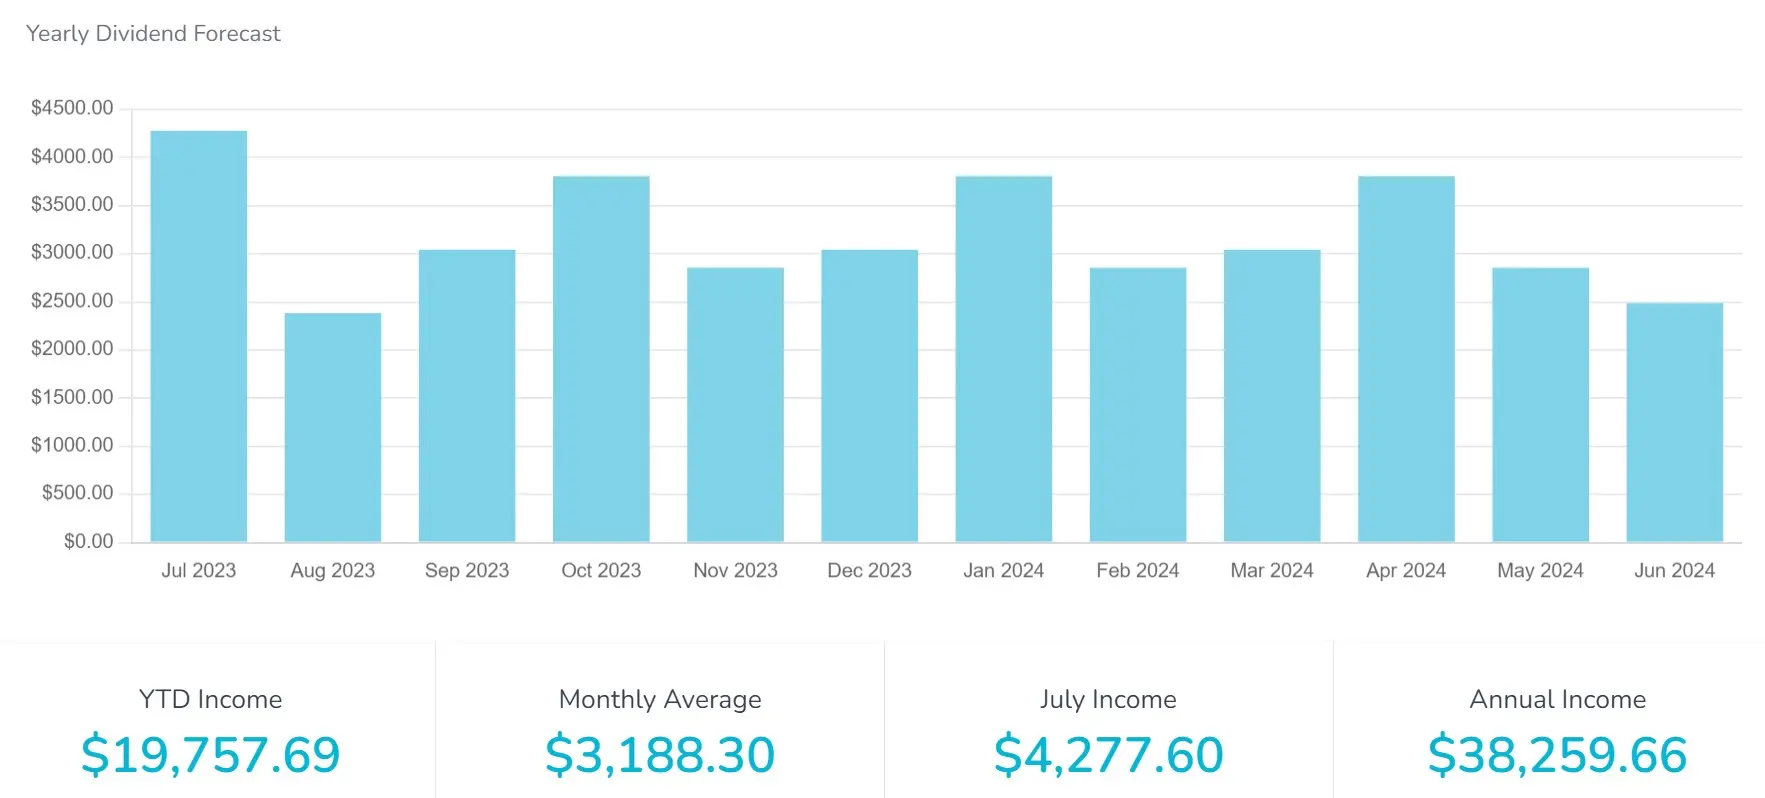 Yearly Dividend Forecast
$4500.00
$4000.00
$3500.00
$3000.00
$2500.00
$2000.00
$1500.00
$1000.00
$500.00
$0.00
Jul 2023 Aug 2023 Sep 2023 Oct 2023 Nov 2023 Dec 2023 Jan 2024 Feb 2024 Mar 2024 Apr 2024 May 2024 Jun 2024
YTD Income Monthly Average July Income Annual Income
$19,757.69 $3,188.30 $4,277.60 $38,259.66